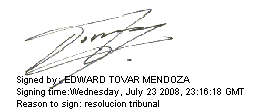 Signed by: EDWARD TOVAR MENDOZA
Signing time:Wednesday, July 23 2008, 23:16:18 GMT
Reason to sign: resolucion tribunal